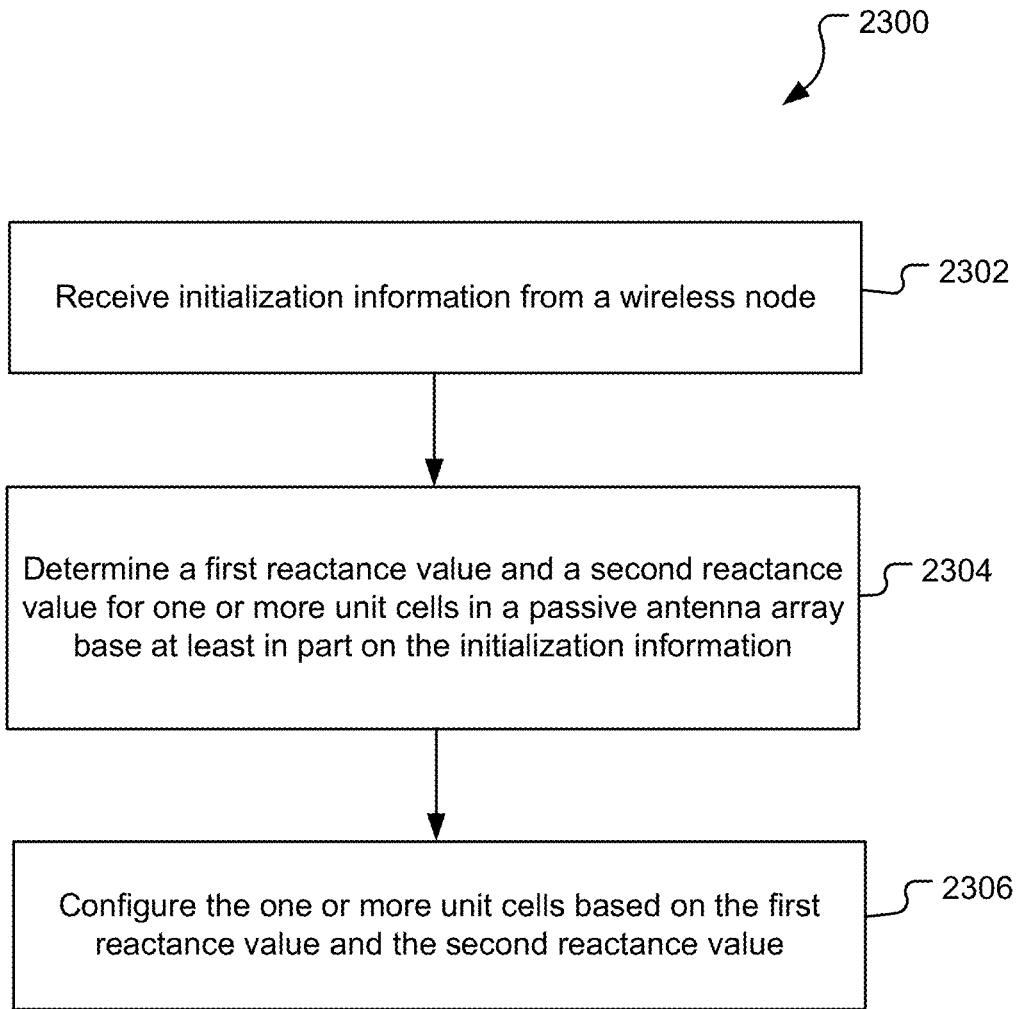 2300
Receive initialization information from a wireless node
2302
Determine a first reactance value and a second reactance
value for one or more unit cells in a passive antenna array
base at least in part on the initialization information
2304
Configure the one or more unit cells based on the first
reactance value and the second reactance value
2306